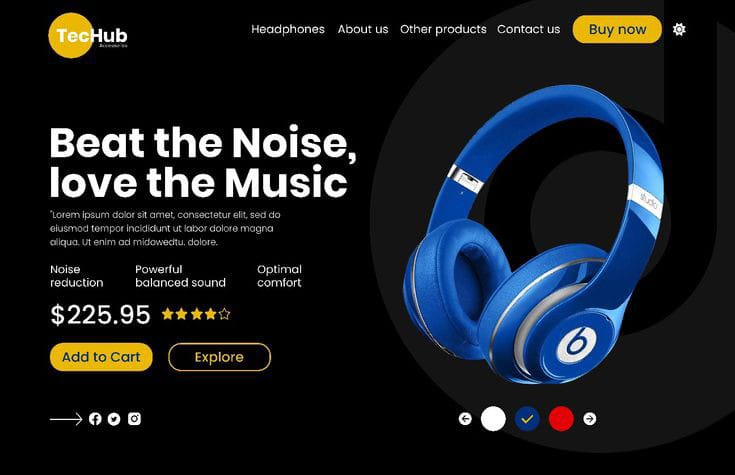 TecHub
Accessories
Headphones About us Other products Contact us Buy now
Beat the Noise,
love the Music
"Lorem ipsum dolor sit amet, consectetur elit, sed do
eiusmod tempor incididunt ut labor dolore magna
aliqua. Ut enim ad midowedtu. dolore.
Noise Powerful Optimal
reduction balanced sound comfort
$225.95
Add to Cart Explore
studio
b